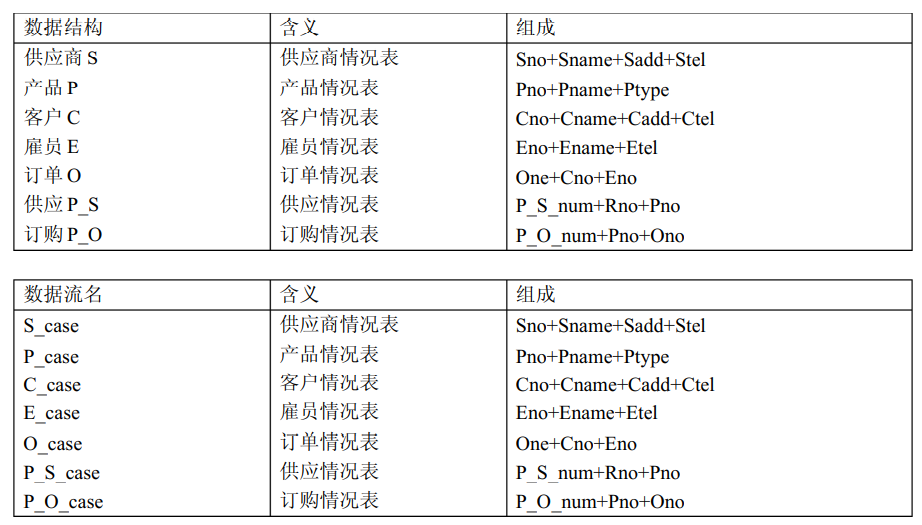 数据结构 含义 组成
供应商 S 供应商情况表 Sno+Sname+Sadd+Stel
产品 P 产品情况表 Pno+Pname+Ptype
客户 C 客户情况表 Cno+Cname+Cadd+Ctel
雇员 E 雇员情况表 Eno+Ename+Etel
订单 O 订单情况表 One+Cno+Eno
供应 P_S 供应情况表 P_S_num+Rno+Pno
订购 P_O 订购情况表 P_O_num+Pno+Ono
数据流名 含义 组成
S_case 供应商情况表 Sno+Sname+Sadd+Stel
P_case 产品情况表 Pno+Pname+Ptype
C_case 客户情况表 Cno+Cname+Cadd+Ctel
E_case 雇员情况表 Eno+Ename+Etel
O_case 订单情况表 One+Cno+Eno
P_S_case 供应情况表 P_S_num+Rno+Pno
P_O_case 订购情况表 P_O_num+Pno+Ono